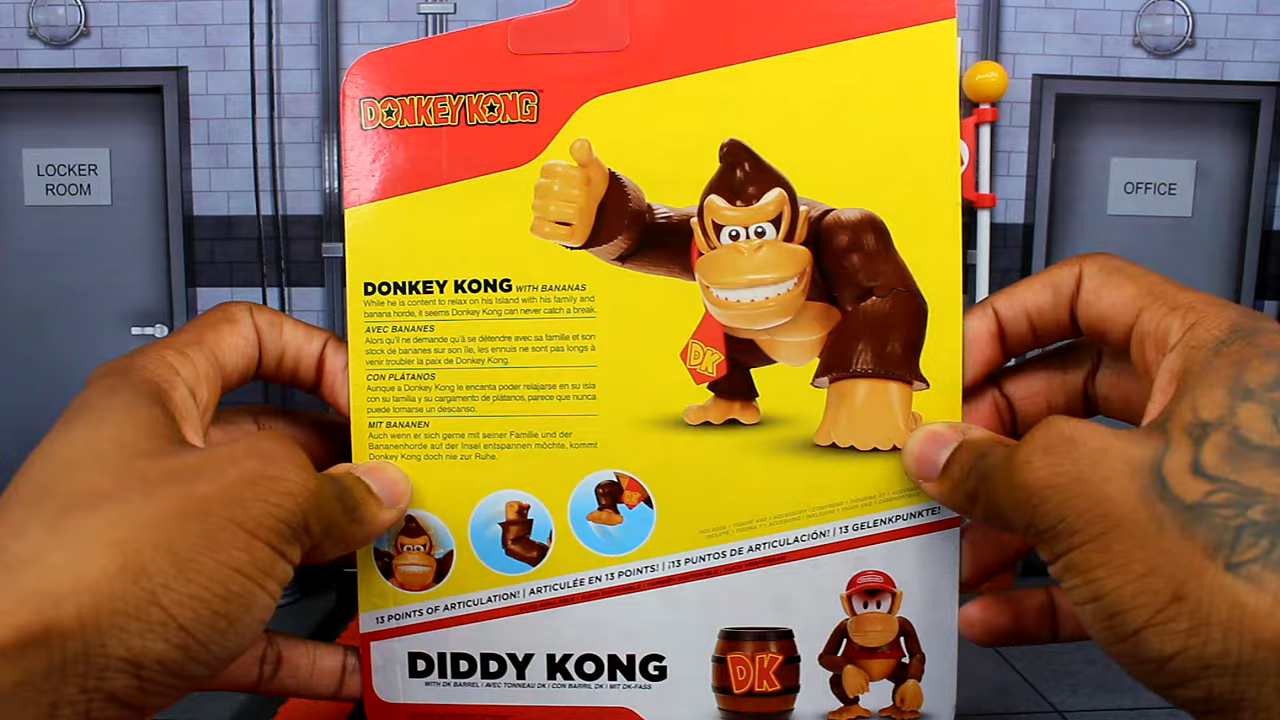 LOCKER
ROOM
OFFICE
DONKEY KONG
DK
DONKEY KONG WITH BANANAS
While he is content to relax on his Island with his family and
banana horde, it seems Donkey Kong can never catch a break.
AVEC BANANES
Alors qu'il ne demande qu'à se détendre avec sa famille et son
stock de bananes sur son île, les ennuis ne sont pas longs à
venir troubler la paix de Donkey Kong.
CON PLÁTANOS
Aunque a Donkey Kong le encanta poder relajarse en su isla
con su familia y su cargamento de plátanos, parece que nunca
puede tomarse un descanso.
MIT BANANEN
Auch wenn er sich gerne mit seiner Familie und der
Bananenhorde auf der Insel entspannen möchte, kommt
Donkey Kong doch nie zur Ruhe.
13 POINTS OF ARTICULATION! | ARTICULÉE EN 13 POINTS! | ¡13 PUNTOS DE ARTICULACIÓN! | 13 GELENKPUNKTE!
DIDDY KONG
WITH DK BARREL | AVEC TONNEAU DK | CON BARRIL DK | MIT DK-FASS
DK